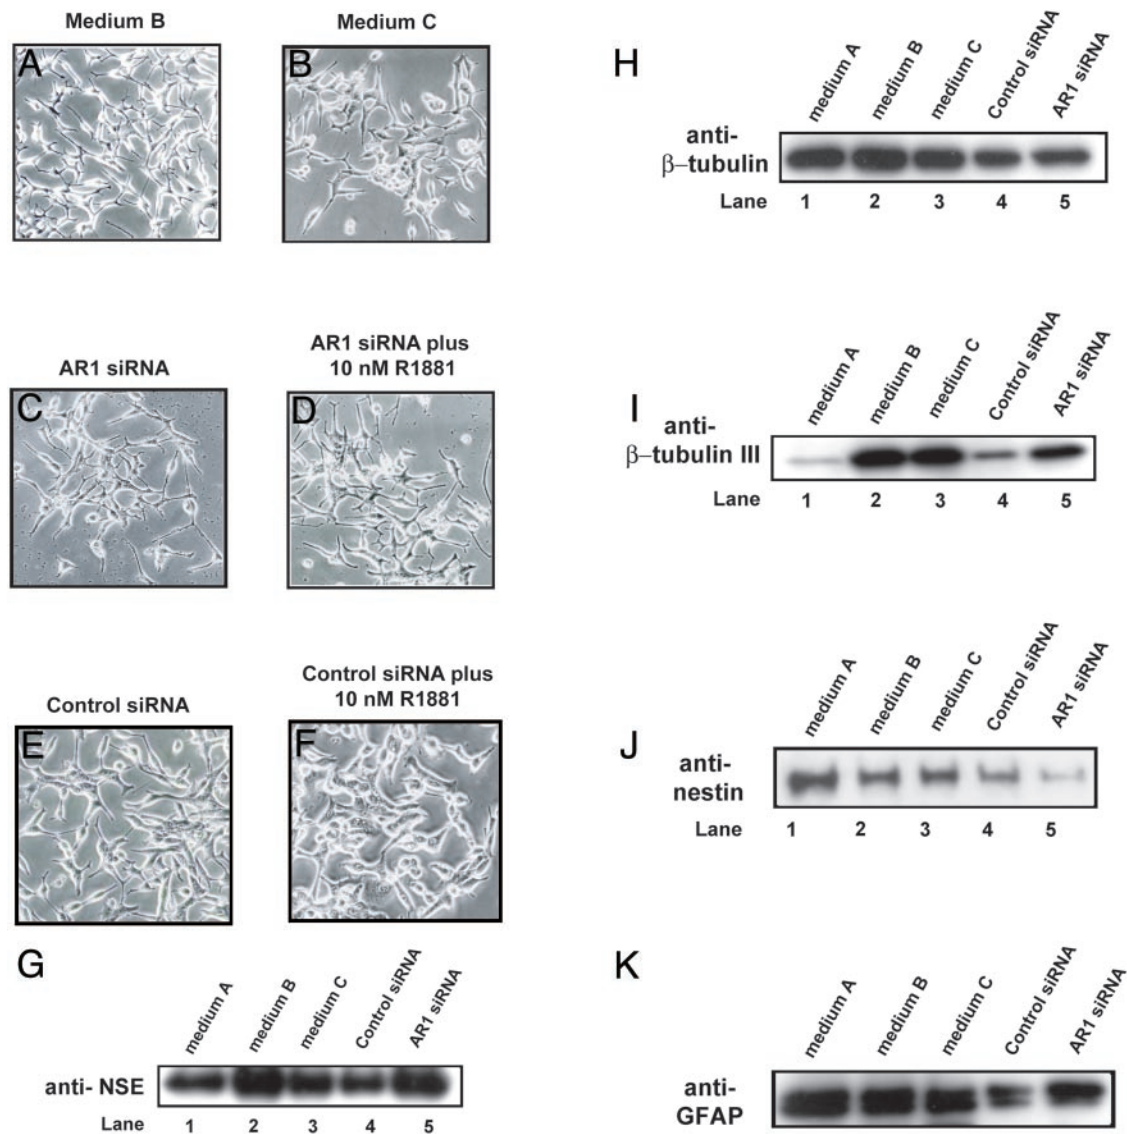 Medium B
Medium C
A
B
AR1 siRNA
AR1 siRNA plus
10 nM R1881
C
D
Control siRNA
Control siRNA plus
10 nM R1881
E
F
G
medium A
medium B
medium C
Control siRNA
AR1 siRNA
anti- NSE
Lane 1 2 3 4 5
H
medium A
medium B
medium C
Control siRNA
AR1 siRNA
anti-
β–tubulin
Lane 1 2 3 4 5
I
medium A
medium B
medium C
Control siRNA
AR1 siRNA
anti-
β–tubulin III
Lane 1 2 3 4 5
J
medium A
medium B
medium C
Control siRNA
AR1 siRNA
anti-
nestin
Lane 1 2 3 4 5
K
medium A
medium B
medium C
Control siRNA
AR1 siRNA
anti-
GFAP